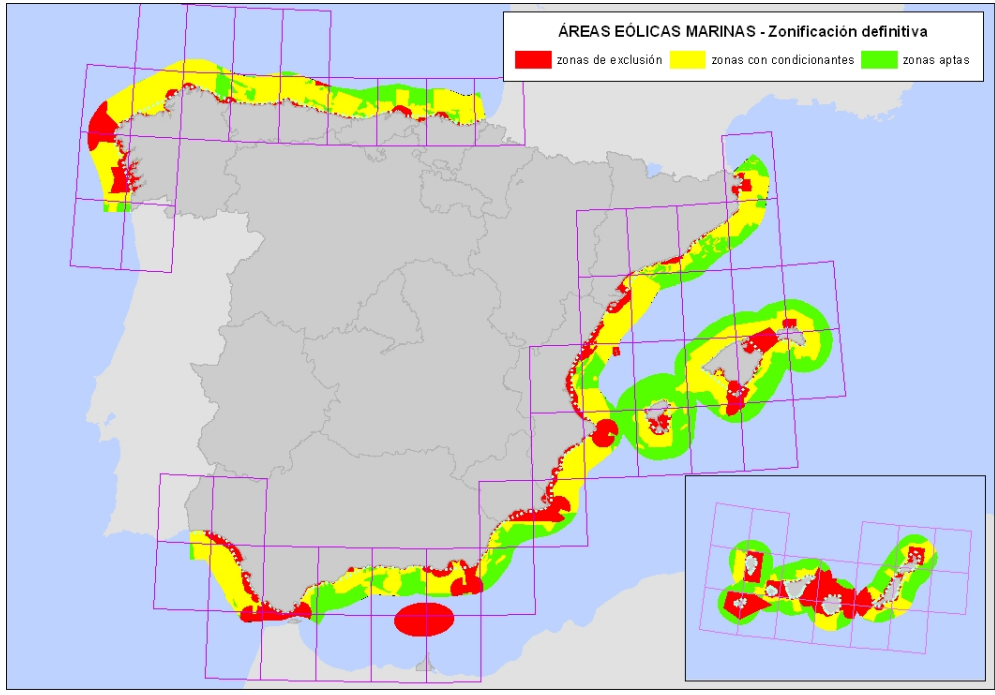 ÁREAS EÓLICAS MARINAS - Zonificación definitiva
zonas de exclusión zonas con condicionantes zonas aptas